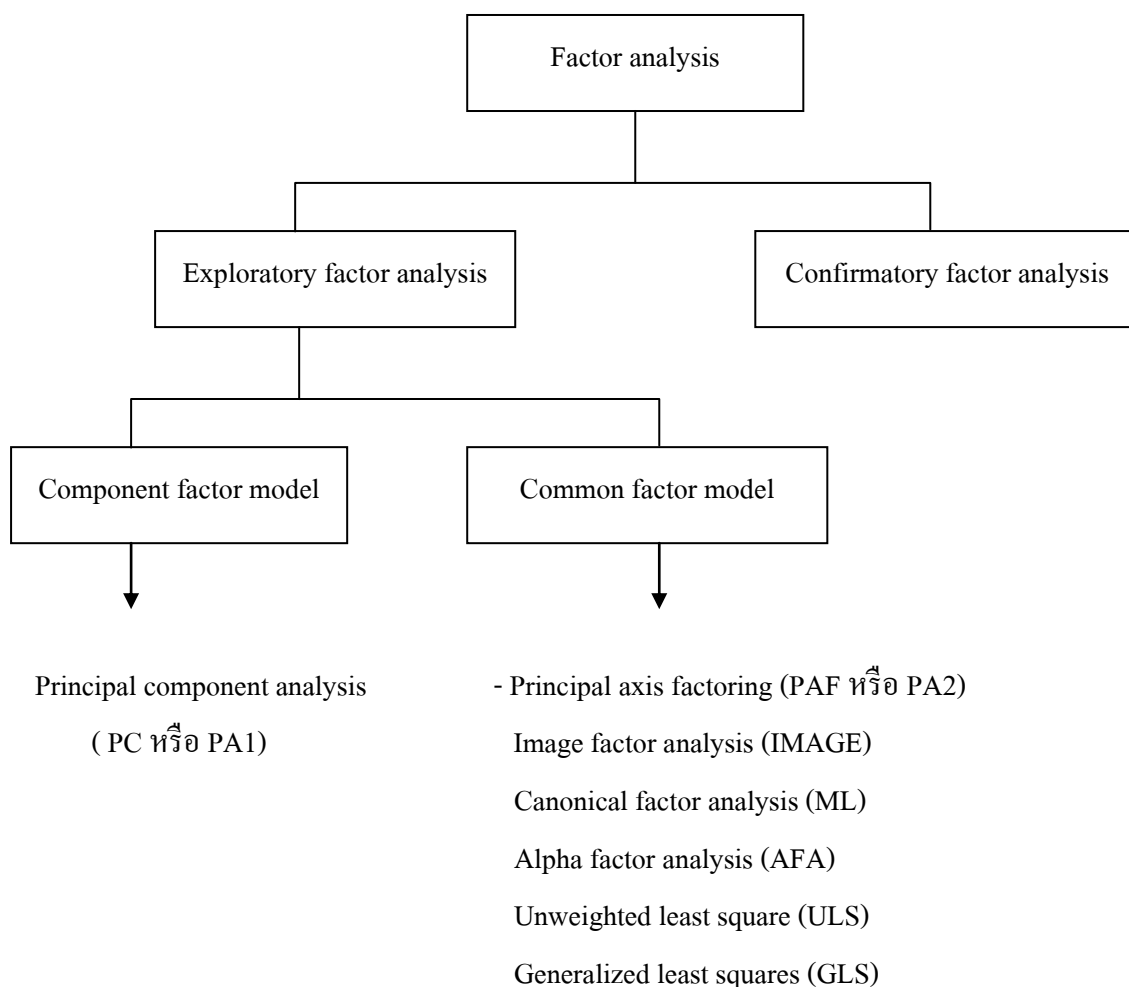 Factor analysis
Exploratory factor analysis
Confirmatory factor analysis
Component factor model
Common factor model
Principal component analysis
( PC หรือ PA1)
- Principal axis factoring (PAF หรือ PA2)
Image factor analysis (IMAGE)
Canonical factor analysis (ML)
Alpha factor analysis (AFA)
Unweighted least square (ULS)
Generalized least squares (GLS)